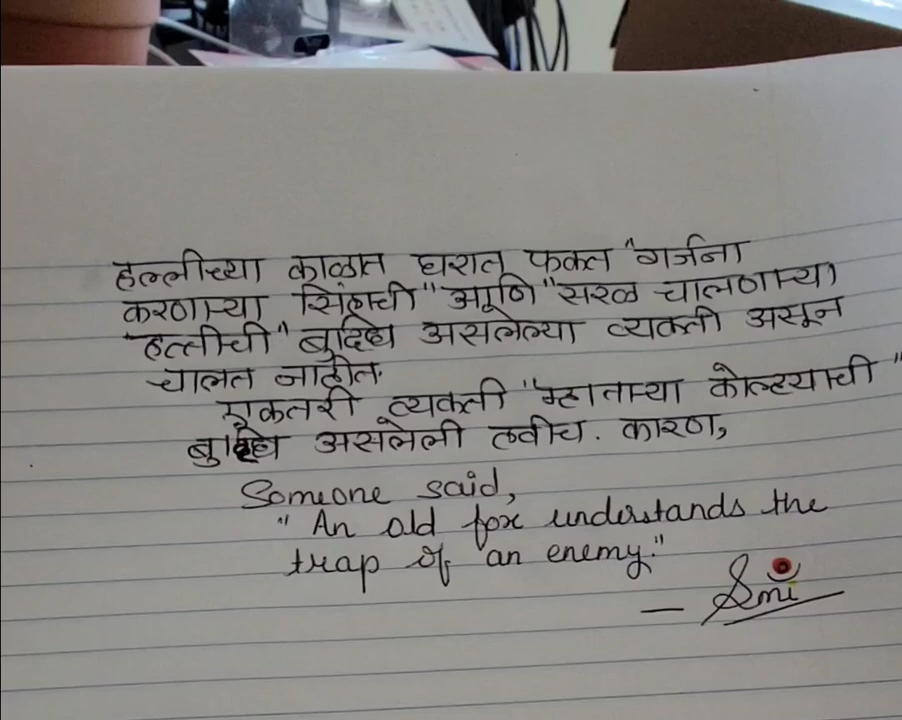 हल्लीच्या काळात घरात फक्त "गर्जना
करणाऱ्या सिंहाची" आणि "सरळ चालणाऱ्या
हत्तीची" बुद्धि असलेल्या व्यक्ती असून
चालत नाहीत.
एकतरी व्यक्ती "म्हाताऱ्या कोल्ह्याची"
बुद्धि असलेली हवीच. कारण,
Someone said,
"An old fox understands the
trap of an enemy."
— Smi